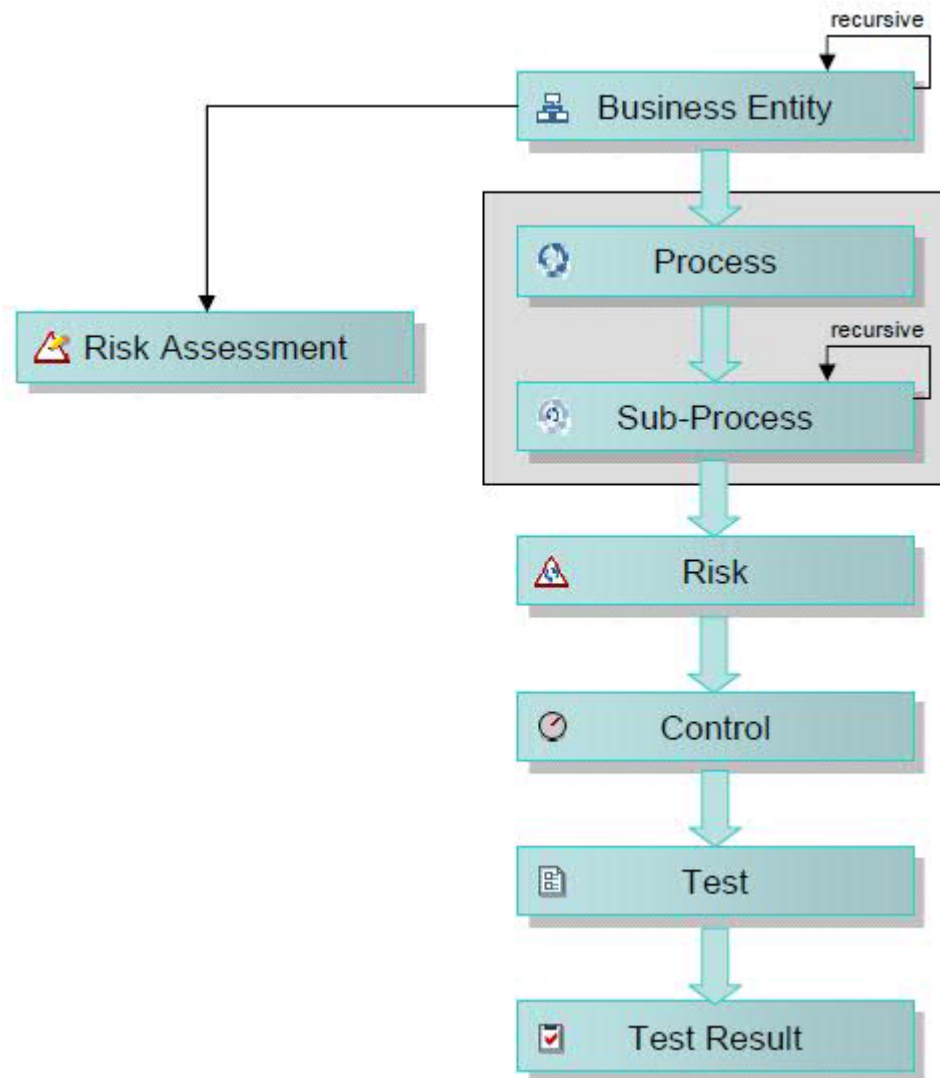 recursive
Business Entity
Process
Risk Assessment
recursive
Sub-Process
Risk
Control
Test
Test Result